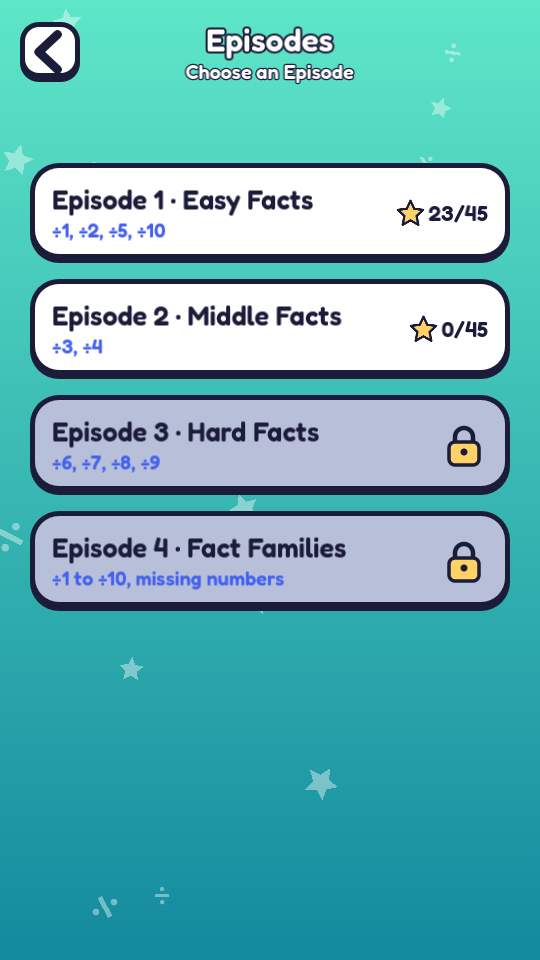 Episodes
Choose an Episode
Episode 1 · Easy Facts
÷1, ÷2, ÷5, ÷10
23/45
Episode 2 · Middle Facts
÷3, ÷4
0/45
Episode 3 · Hard Facts
÷6, ÷7, ÷8, ÷9
Episode 4 · Fact Families
÷1 to ÷10, missing numbers